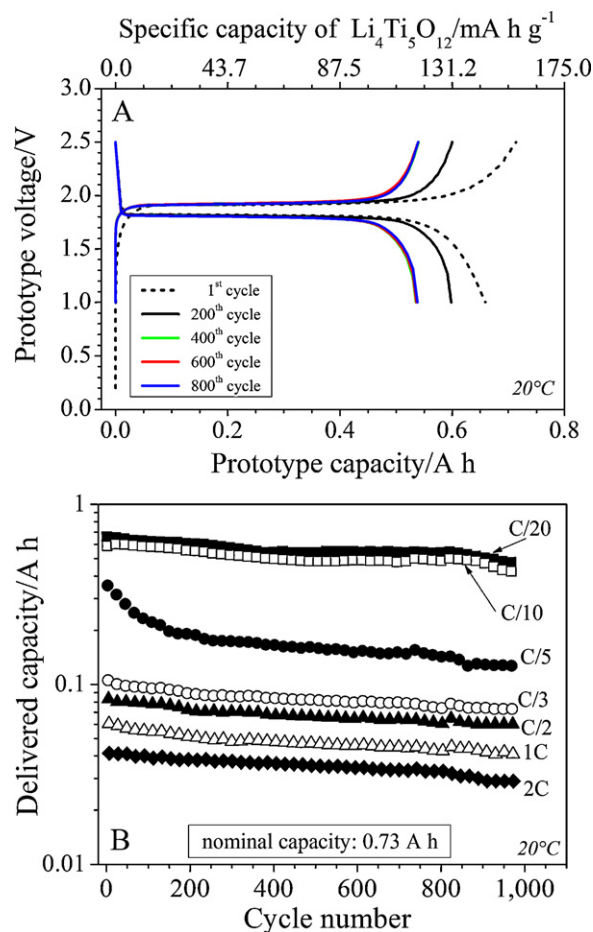 Specific capacity of Li4Ti5O12/mA h g-1
0.0 43.7 87.5 131.2 175.0
A
Prototype voltage/V
3.0
2.5
2.0
1.5
1.0
0.5
0.0
1st cycle
200th cycle
400th cycle
600th cycle
800th cycle
20°C
0.0 0.2 0.4 0.6 0.8
Prototype capacity/A h
Delivered capacity/A h
1
0.1
0.01
C/20
C/10
C/5
C/3
C/2
1C
2C
B
nominal capacity: 0.73 A h
20°C
0 200 400 600 800 1,000
Cycle number